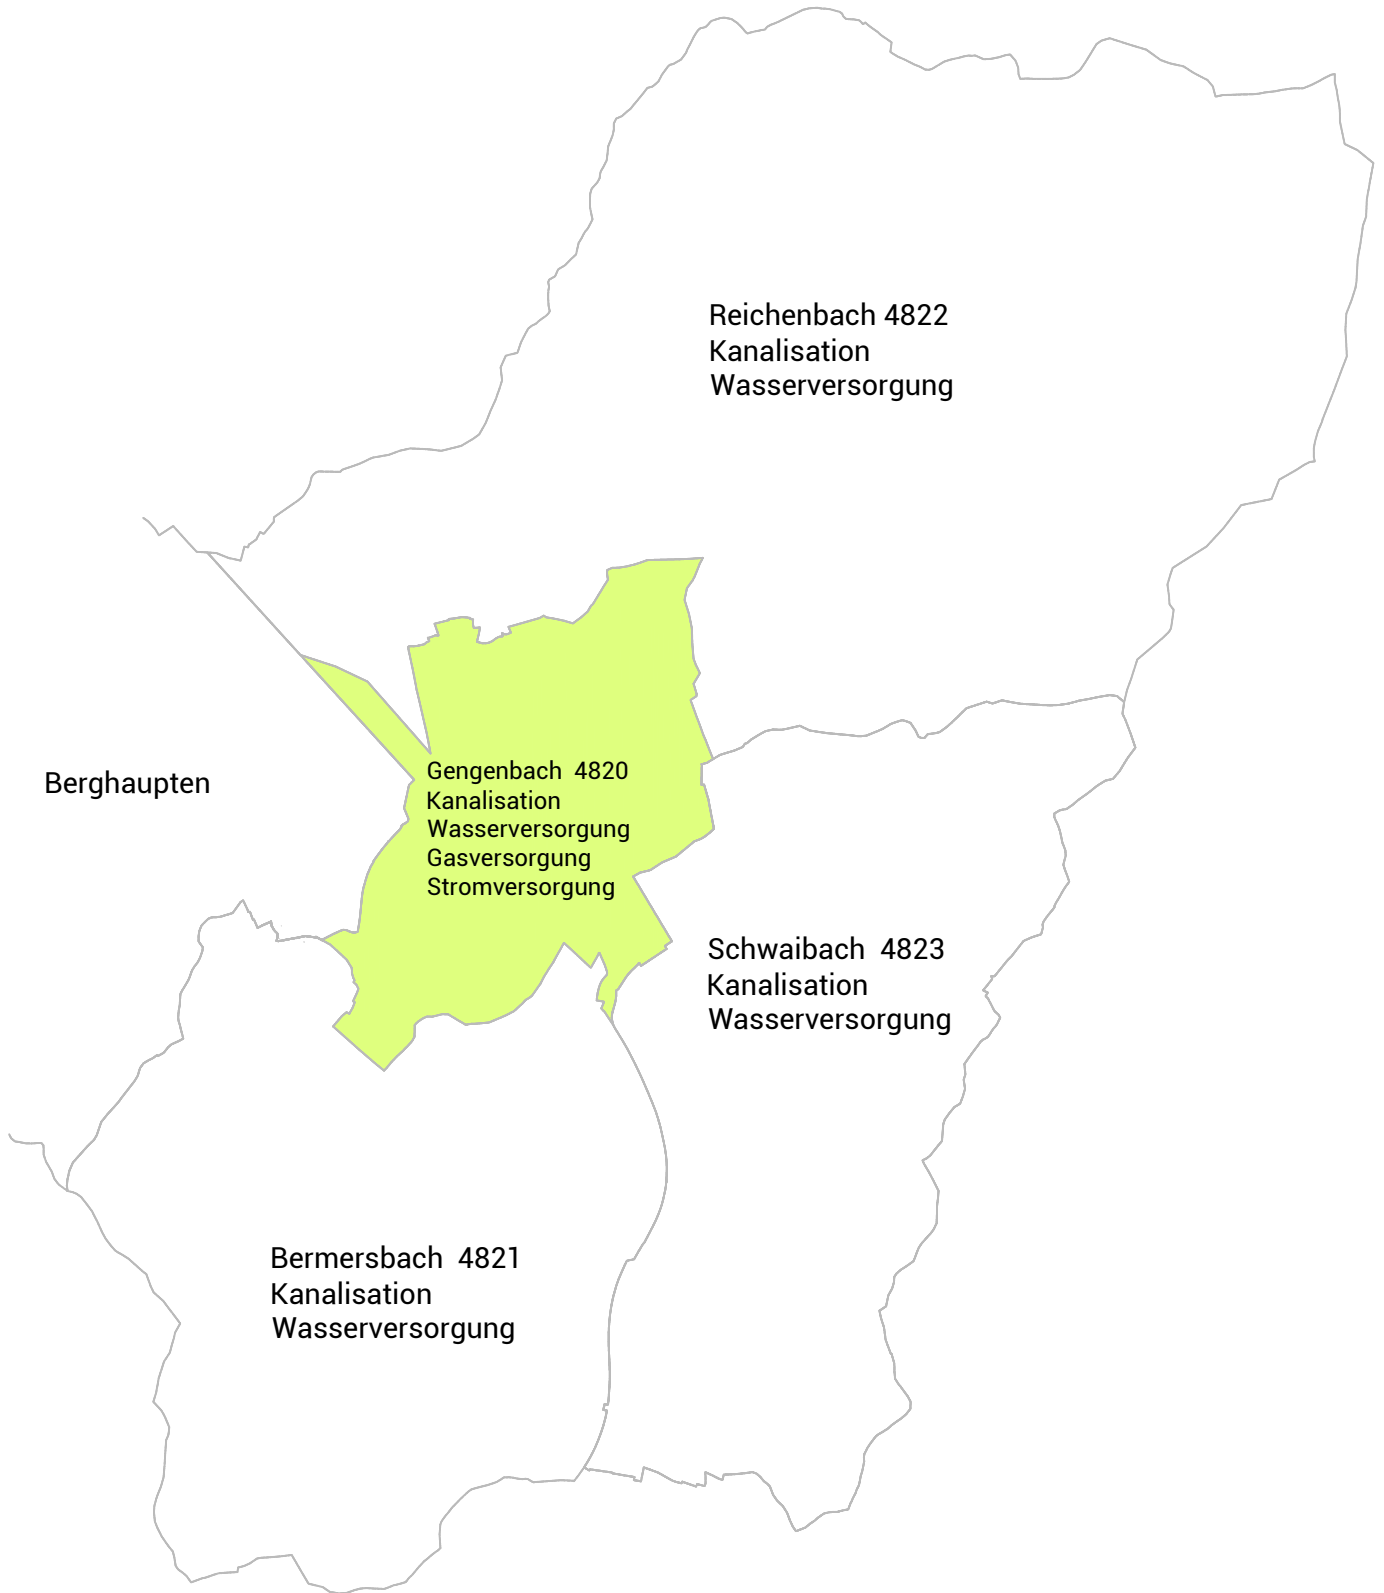 Reichenbach 4822
Kanalisation
Wasserversorgung
Berghaupten
Gengenbach 4820
Kanalisation
Wasserversorgung
Gasversorgung
Stromversorgung
Schwaibach 4823
Kanalisation
Wasserversorgung
Bermersbach 4821
Kanalisation
Wasserversorgung